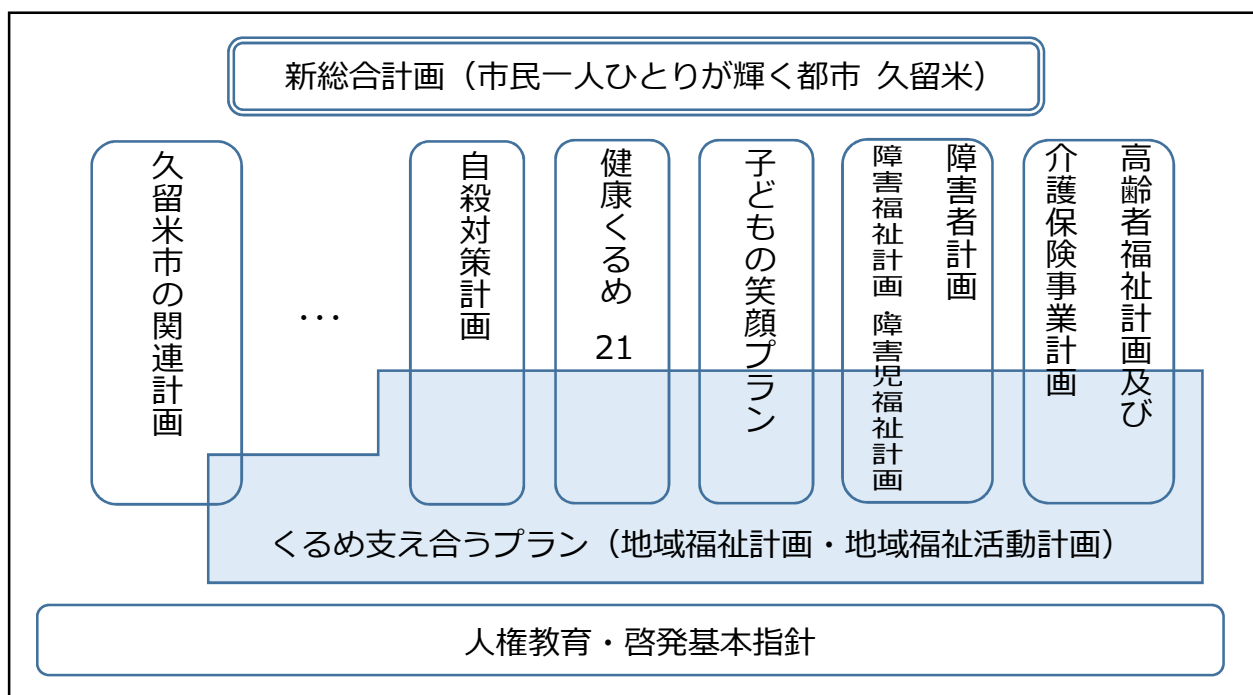 新総合計画（市民一人ひとりが輝く都市 久留米）
高齢者福祉計画及び
介護保険事業計画
障害者計画
障害福祉計画・障害児福祉計画
子どもの笑顔プラン
健康くるめ 21
自殺対策計画
…
久留米市の関連計画
くるめ支え合うプラン（地域福祉計画・地域福祉活動計画）
人権教育・啓発基本指針